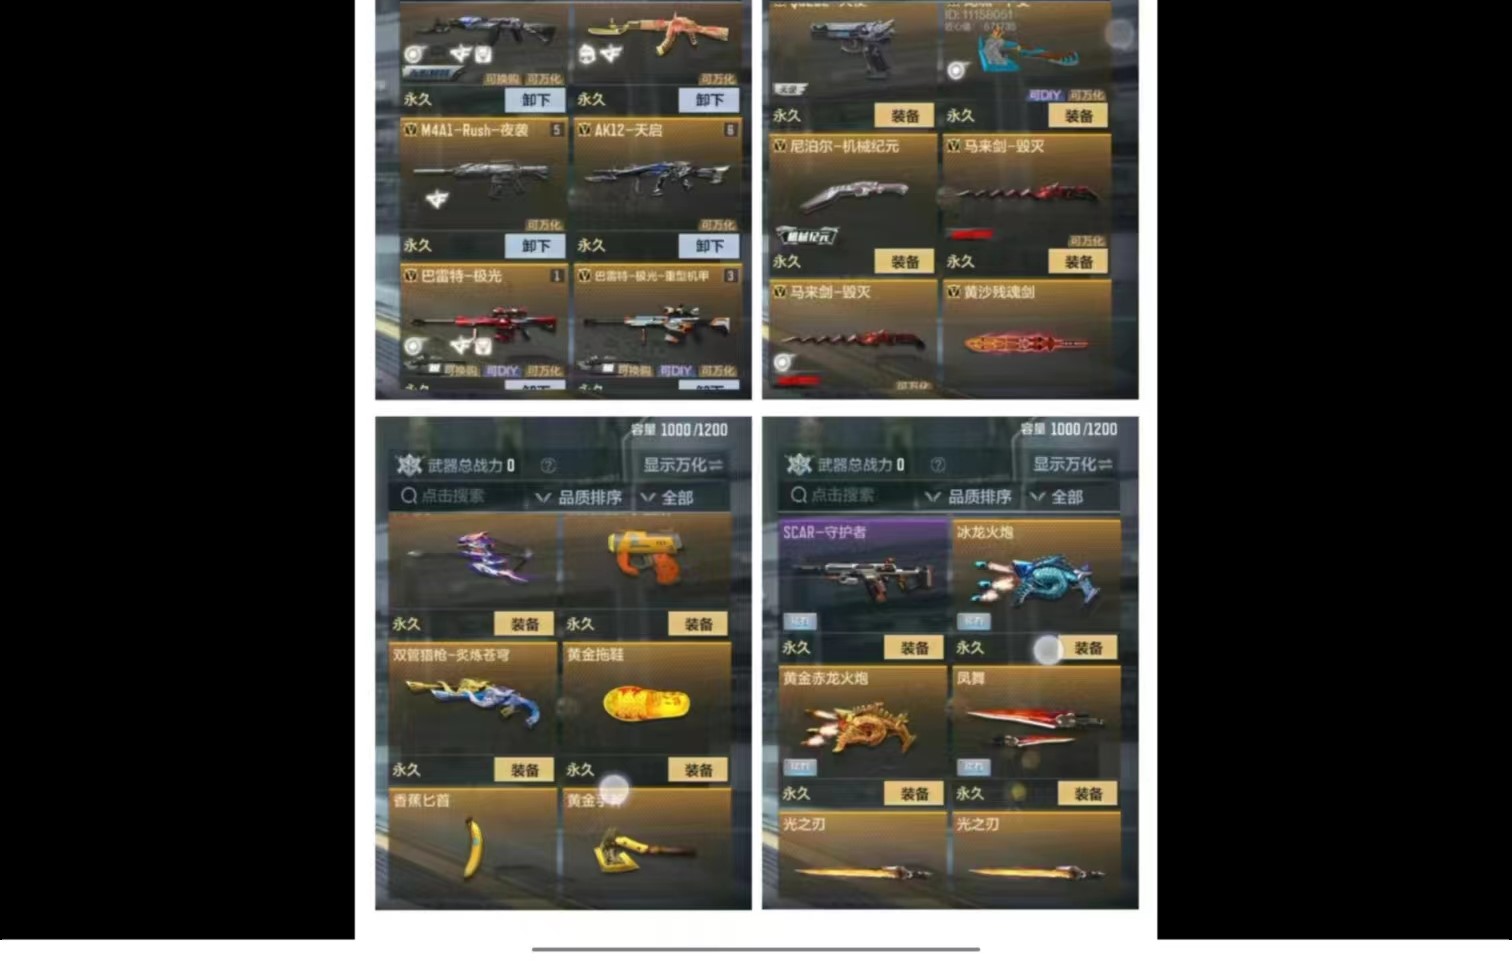 ID:11158051
可换购 可万化
可万化
永久 卸下
永久 卸下
M4A1-Rush-夜袭 5
AK12-天启 6
可万化
可万化
永久 卸下
永久 卸下
巴雷特-极光 1
巴雷特-极光-重型机甲 3
可换购 可DIY 可万化
可换购 可DIY 可万化
可DIY 可万化
永久 装备
永久 装备
尼泊尔-机械纪元
马来剑-毁灭
机械纪元
可万化
永久 装备
永久 装备
马来剑-毁灭
黄沙残魂剑
可万化
容量 1000/1200
武器总战力 0 ?
显示万化
点击搜索
品质排序
全部
永久 装备
永久 装备
双管猎枪-炙炼苍穹
黄金拖鞋
永久 装备
永久 装备
香蕉匕首
黄金手
容量 1000/1200
武器总战力 0 ?
显示万化
点击搜索
品质排序
全部
SCAR-守护者
冰龙火炮
永久 装备
永久 装备
黄金赤龙火炮
凤舞
永久 装备
永久 装备
光之刃
光之刃